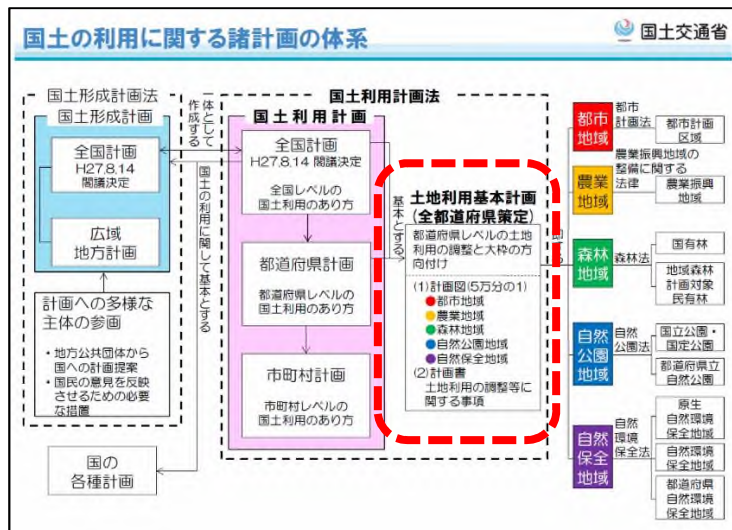 国土の利用に関する諸計画の体系
国土交通省
国土形成計画法
国土形成計画
全国計画
H27.8.14
閣議決定
広域
地方計画
計画への多様な
主体の参画
・地方公共団体から
国への計画提案
・国民の意見を反映
させるための必要
な措置
一体として
作成する
国土の利用に関して基本とする
国の
各種計画
国土利用計画法
国土利用計画
全国計画
H27.8.14 閣議決定
全国レベルの
国土利用のあり方
都道府県計画
都道府県レベルの
国土利用のあり方
市町村計画
市町村レベルの
国土利用のあり方
基本とする
土地利用基本計画
(全都道府県策定)
都道府県レベルの土地
利用の調整と大枠の方
向付け
(1)計画図(5万分の1)
●都市地域
●農業地域
●森林地域
●自然公園地域
●自然保全地域
(2)計画書
土地利用の調整等に
関する事項
都市
地域
都市
計画法
都市計画
区域
農業
地域
農業振興地域の
整備に関する
法律
農業振興
地域
森林
地域
森林法
国有林
地域森林
計画対象
民有林
自然
公園
地域
自然
公園法
国立公園・
国定公園
都道府県立
自然公園
自然
保全
地域
自然
環境
保全法
原生
自然環境
保全地域
自然環境
保全地域
都道府県
自然環境
保全地域